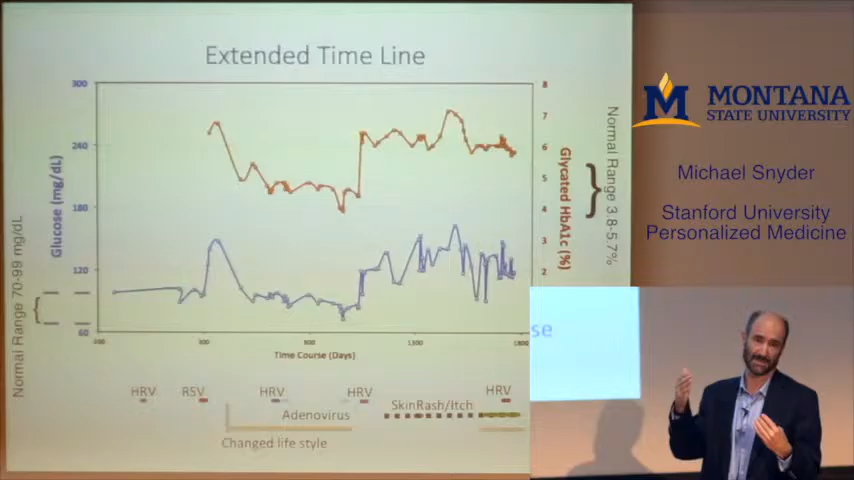 Extended Time Line
300
240
180
120
60
Glucose (mg/dL)
Normal Range 70-99 mg/dL
8
7
6
5
4
3
2
Glycated HbA1c (%)
Normal Range 3.8-5.7%
Time Course (Days)
HRV
RSV
HRV
HRV
HRV
Adenovirus
SkinRash/Itch
Changed life style
MONTANA
STATE UNIVERSITY
Michael Snyder
Stanford University
Personalized Medicine
se